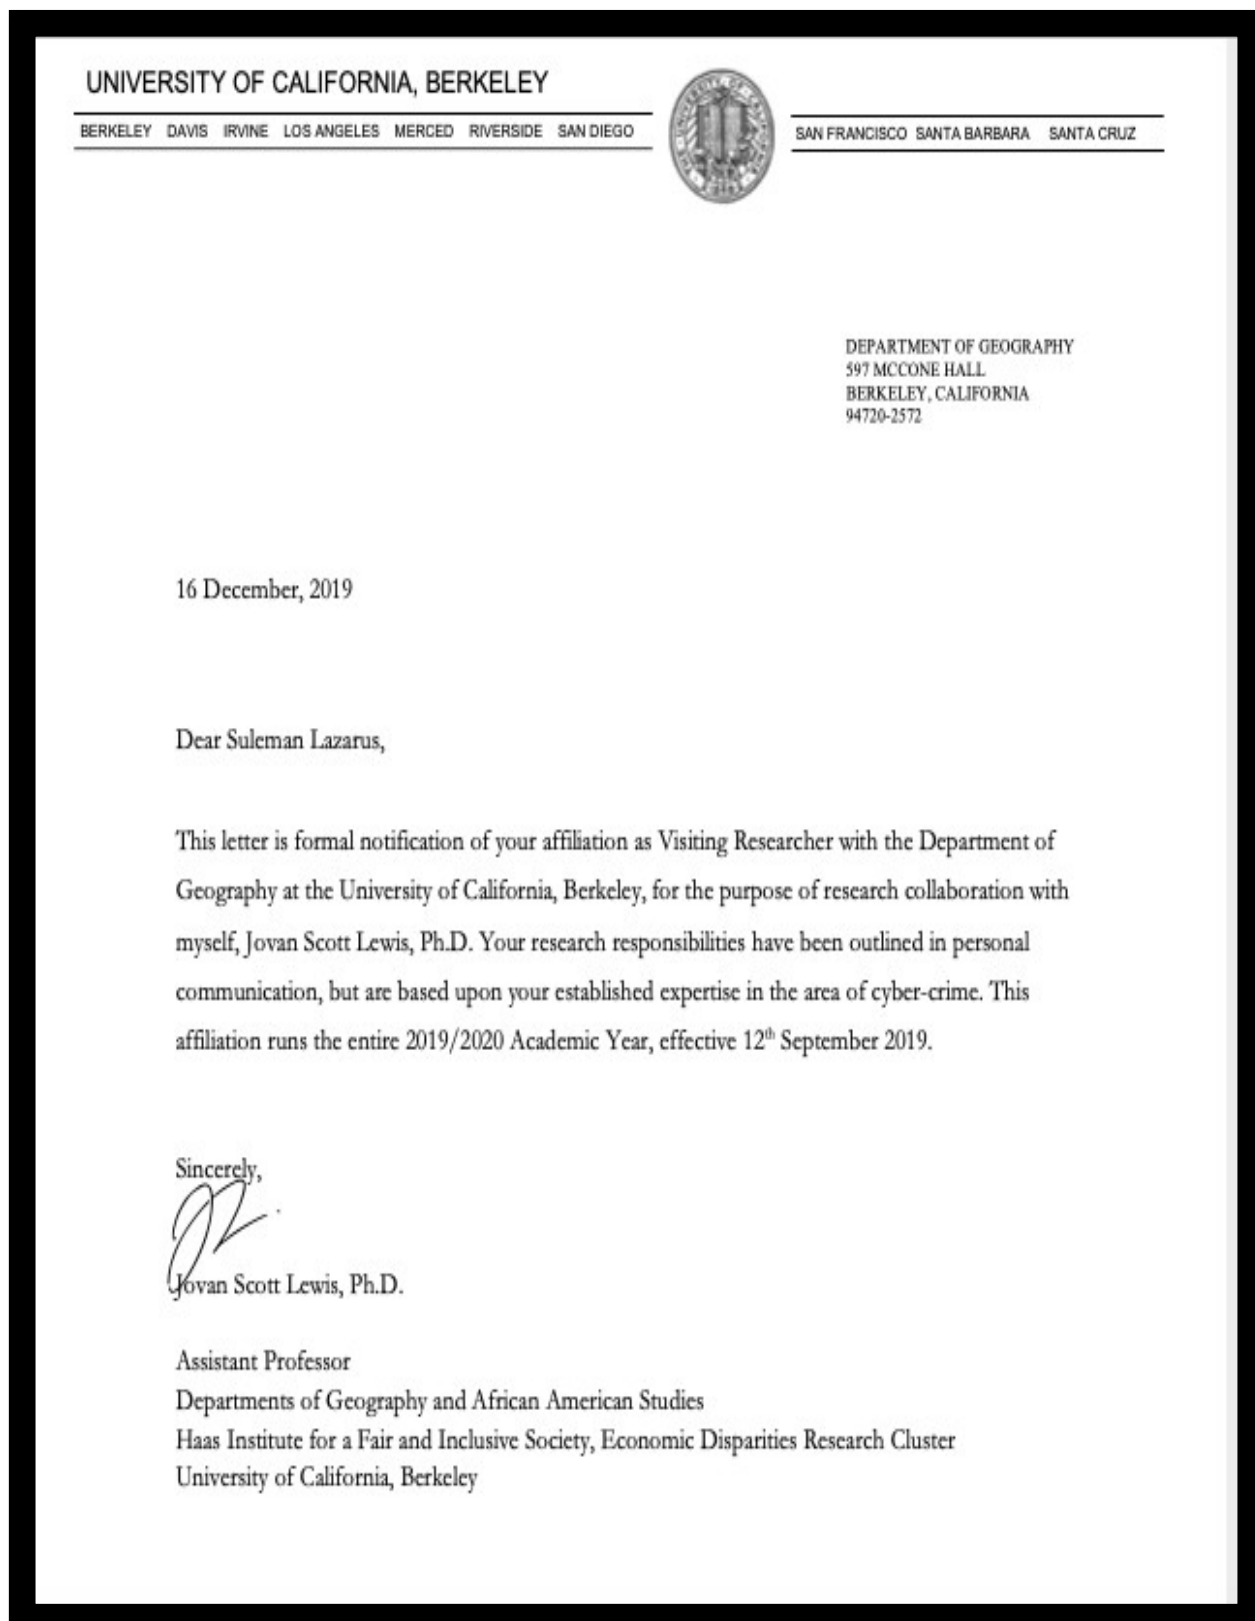 UNIVERSITY OF CALIFORNIA, BERKELEY
BERKELEY DAVIS IRVINE LOS ANGELES MERCED RIVERSIDE SAN DIEGO
SAN FRANCISCO SANTA BARBARA SANTA CRUZ
DEPARTMENT OF GEOGRAPHY
597 MCCONE HALL
BERKELEY, CALIFORNIA
94720-2572
16 December, 2019
Dear Suleman Lazarus,
This letter is formal notification of your affiliation as Visiting Researcher with the Department of
Geography at the University of California, Berkeley, for the purpose of research collaboration with
myself, Jovan Scott Lewis, Ph.D. Your research responsibilities have been outlined in personal
communication, but are based upon your established expertise in the area of cyber-crime. This
affiliation runs the entire 2019/2020 Academic Year, effective 12th September 2019.
Sincerely,
Jovan Scott Lewis, Ph.D.
Assistant Professor
Departments of Geography and African American Studies
Haas Institute for a Fair and Inclusive Society, Economic Disparities Research Cluster
University of California, Berkeley